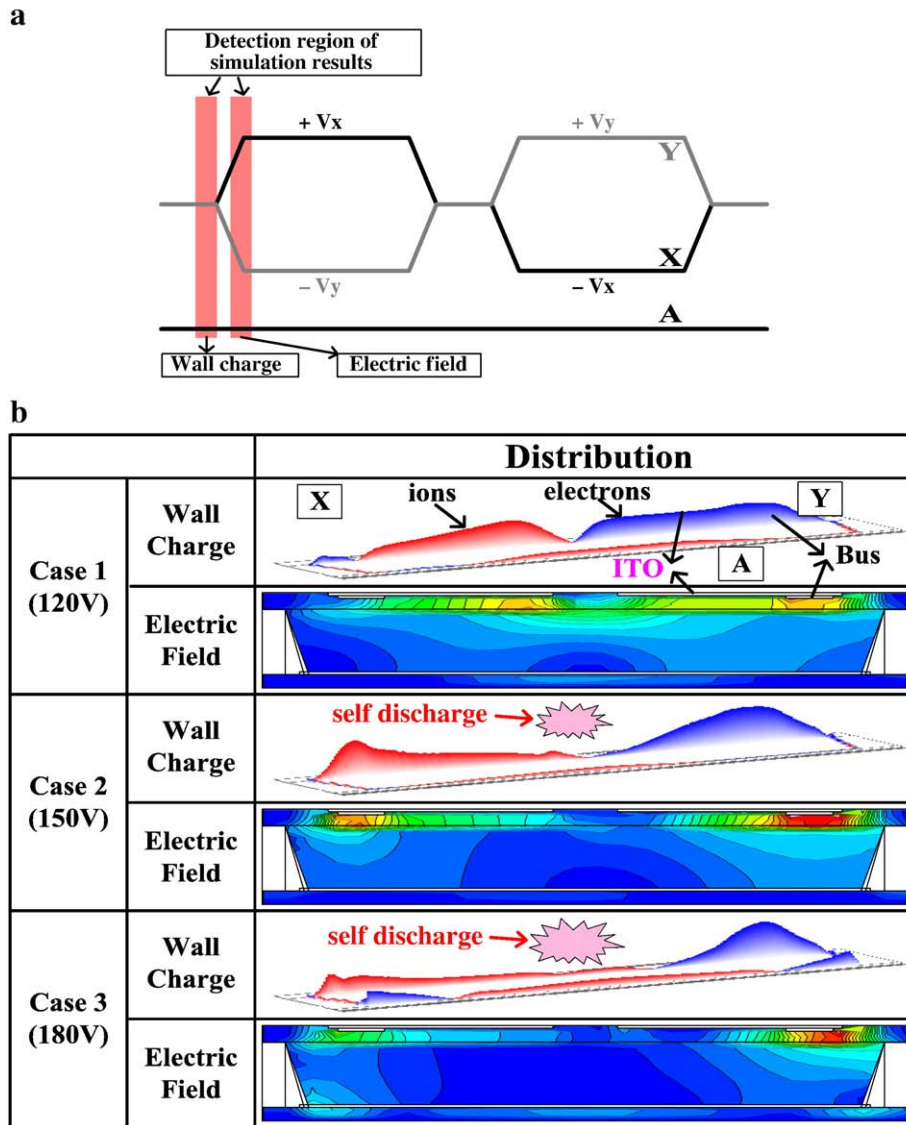 a
Detection region of
simulation results
+ Vx
+ Vy
Y
X
– Vy
– Vx
A
Wall charge
Electric field
b
Distribution
Case 1
(120V)
Wall
Charge
X
ions
electrons
Y
ITO
A
Bus
Electric
Field
Case 2
(150V)
Wall
Charge
self discharge
Electric
Field
Case 3
(180V)
Wall
Charge
self discharge
Electric
Field